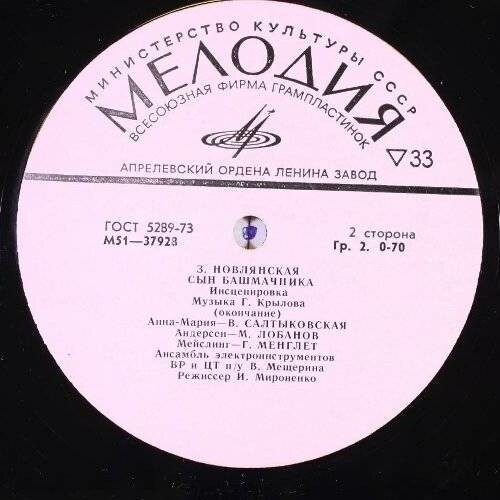 МИНИСТЕРСТВО КУЛЬТУРЫ СССР
МЕЛОДИЯ
ВСЕСОЮЗНАЯ ФИРМА ГРАМПЛАСТИНОК
▽33
АПРЕЛЕВСКИЙ ОРДЕНА ЛЕНИНА ЗАВОД
ГОСТ 5289-73
М51—37928
2 сторона
Гр. 2. 0-70
З. НОВЛЯНСКАЯ
СЫН БАШМАЧНИКА
Инсценировка
Музыка Г. Крылова
(окончание)
Анна-Мария—В. САЛТЫКОВСКАЯ
Андерсен—М. ЛОБАНОВ
Мейслинг—Г. МЕНГЛЕТ
Ансамбль электроинструментов
ВР и ЦТ п/у В. Мещерина
Режиссер И. Мироненко